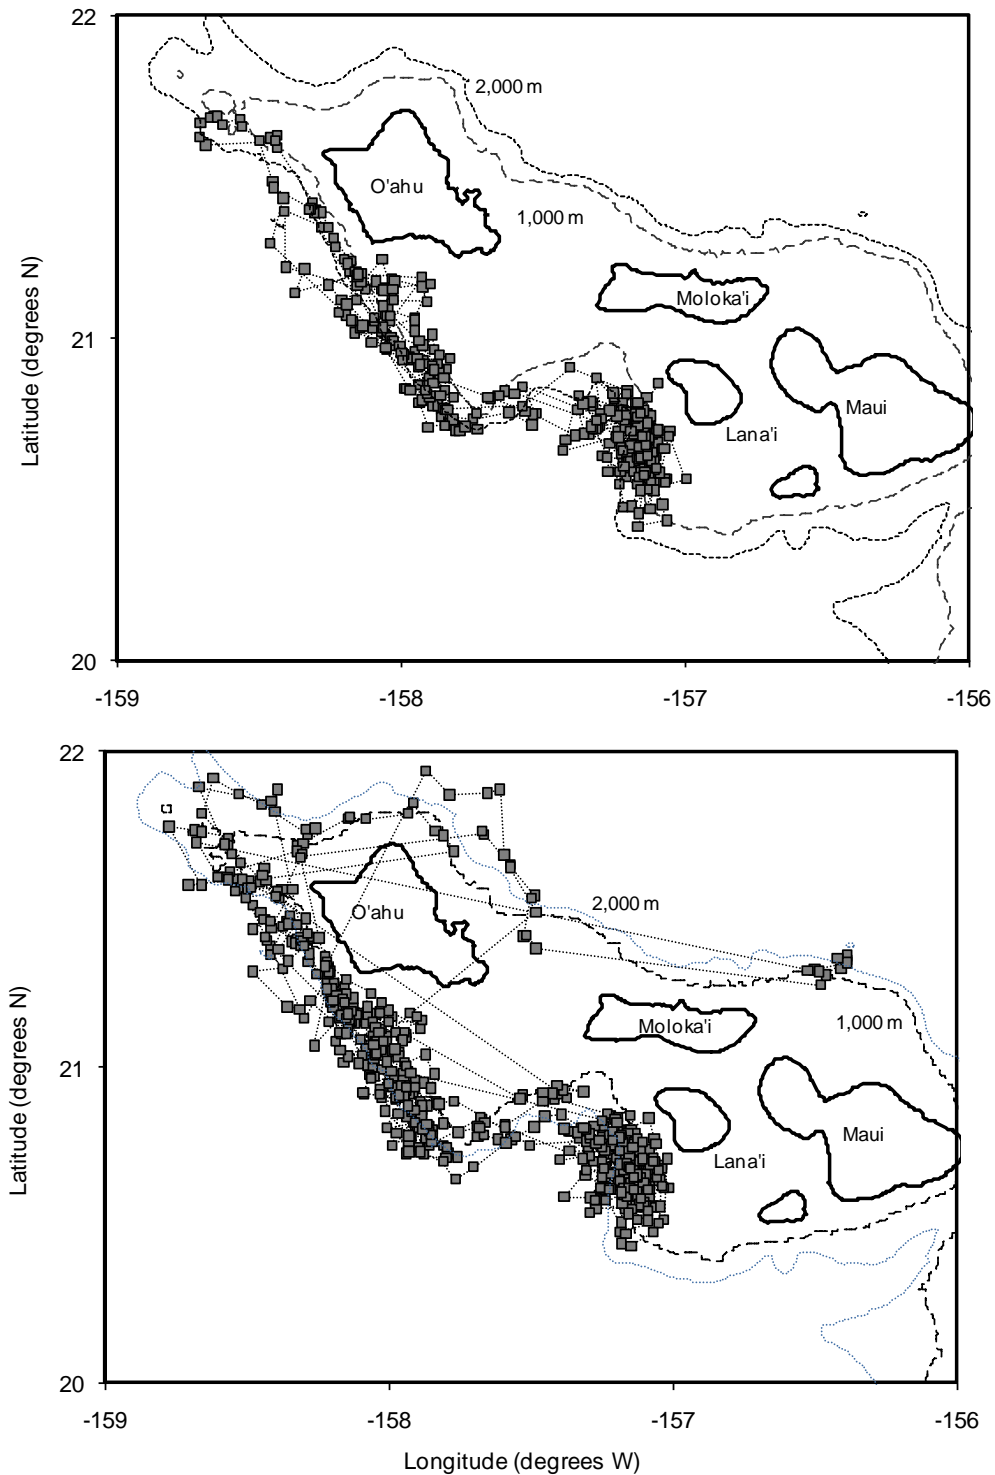 22
2,000 m
O'ahu
1,000 m
Moloka'i
21
Maui
Lana'i
Latitude (degrees N)
20
-159
-158
-157
-156
22
2,000 m
O'ahu
1,000 m
Moloka'i
21
Maui
Lana'i
Latitude (degrees N)
20
-159
-158
-157
-156
Longitude (degrees W)